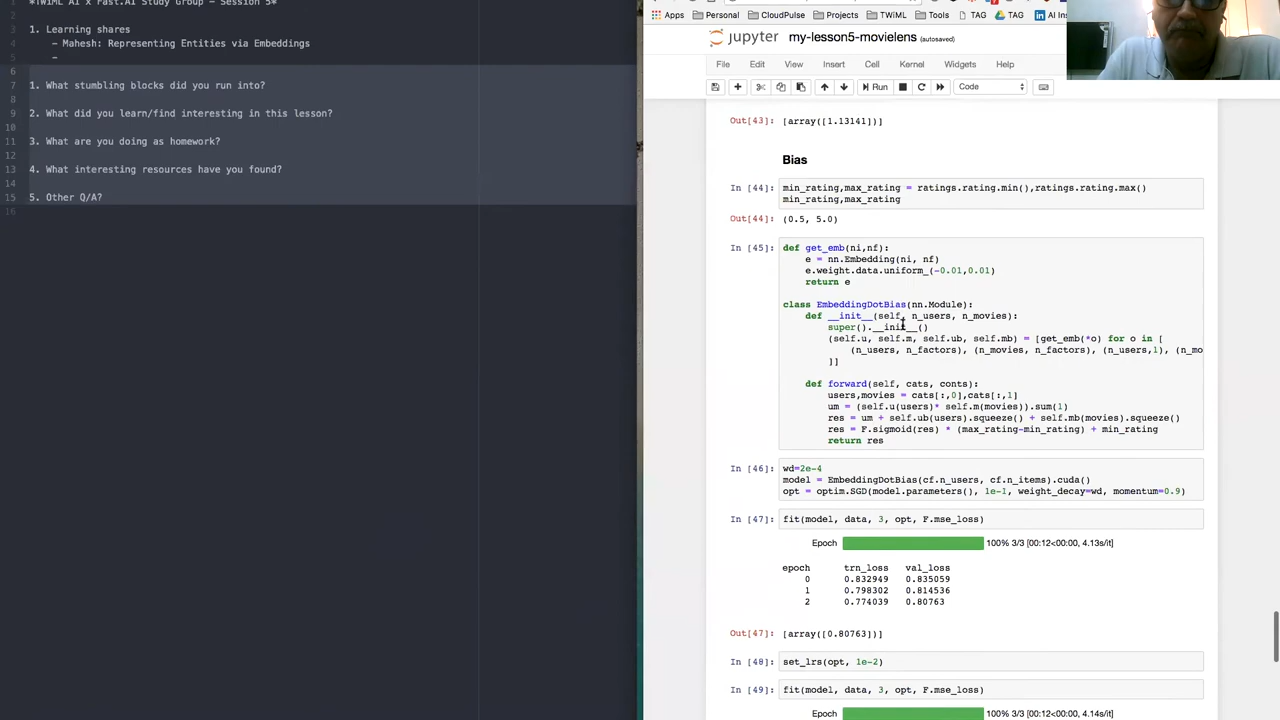 *TWiML AI x Fast.AI Study Group – Session 5*
1. Learning shares
– Mahesh: Representing Entities via Embeddings
–
6
7 1. What stumbling blocks did you run into?
8
9 2. What did you learn/find interesting in this lesson?
10
11 3. What are you doing as homework?
12
13 4. What interesting resources have you found?
14
15 5. Other Q/A?
16
Apps Personal CloudPulse Projects TWiML Tools TAG TAG AI Ins
jupyter my-lesson5-movielens (autosaved)
File Edit View Insert Cell Kernel Widgets Help
Run Code
Out[43]: [array([1.13141])]
Bias
In [44]: min_rating,max_rating = ratings.rating.min(),ratings.rating.max()
min_rating,max_rating
Out[44]: (0.5, 5.0)
In [45]: def get_emb(ni,nf):
e = nn.Embedding(ni, nf)
e.weight.data.uniform_(-0.01,0.01)
return e
class EmbeddingDotBias(nn.Module):
def __init__(self, n_users, n_movies):
super().__init__()
(self.u, self.m, self.ub, self.mb) = [get_emb(*o) for o in [
(n_users, n_factors), (n_movies, n_factors), (n_users,1), (n_mo
]]
def forward(self, cats, conts):
users,movies = cats[:,0],cats[:,1]
um = (self.u(users)* self.m(movies)).sum(1)
res = um + self.ub(users).squeeze() + self.mb(movies).squeeze()
res = F.sigmoid(res) * (max_rating-min_rating) + min_rating
return res
In [46]: wd=2e-4
model = EmbeddingDotBias(cf.n_users, cf.n_items).cuda()
opt = optim.SGD(model.parameters(), 1e-1, weight_decay=wd, momentum=0.9)
In [47]: fit(model, data, 3, opt, F.mse_loss)
Epoch 100% 3/3 [00:12<00:00, 4.13s/it]
epoch trn_loss val_loss
0 0.832949 0.835059
1 0.798302 0.814536
2 0.774039 0.80763
Out[47]: [array([0.80763])]
In [48]: set_lrs(opt, 1e-2)
In [49]: fit(model, data, 3, opt, F.mse_loss)
Epoch 100% 3/3 [00:12<00:00, 4.14s/it]